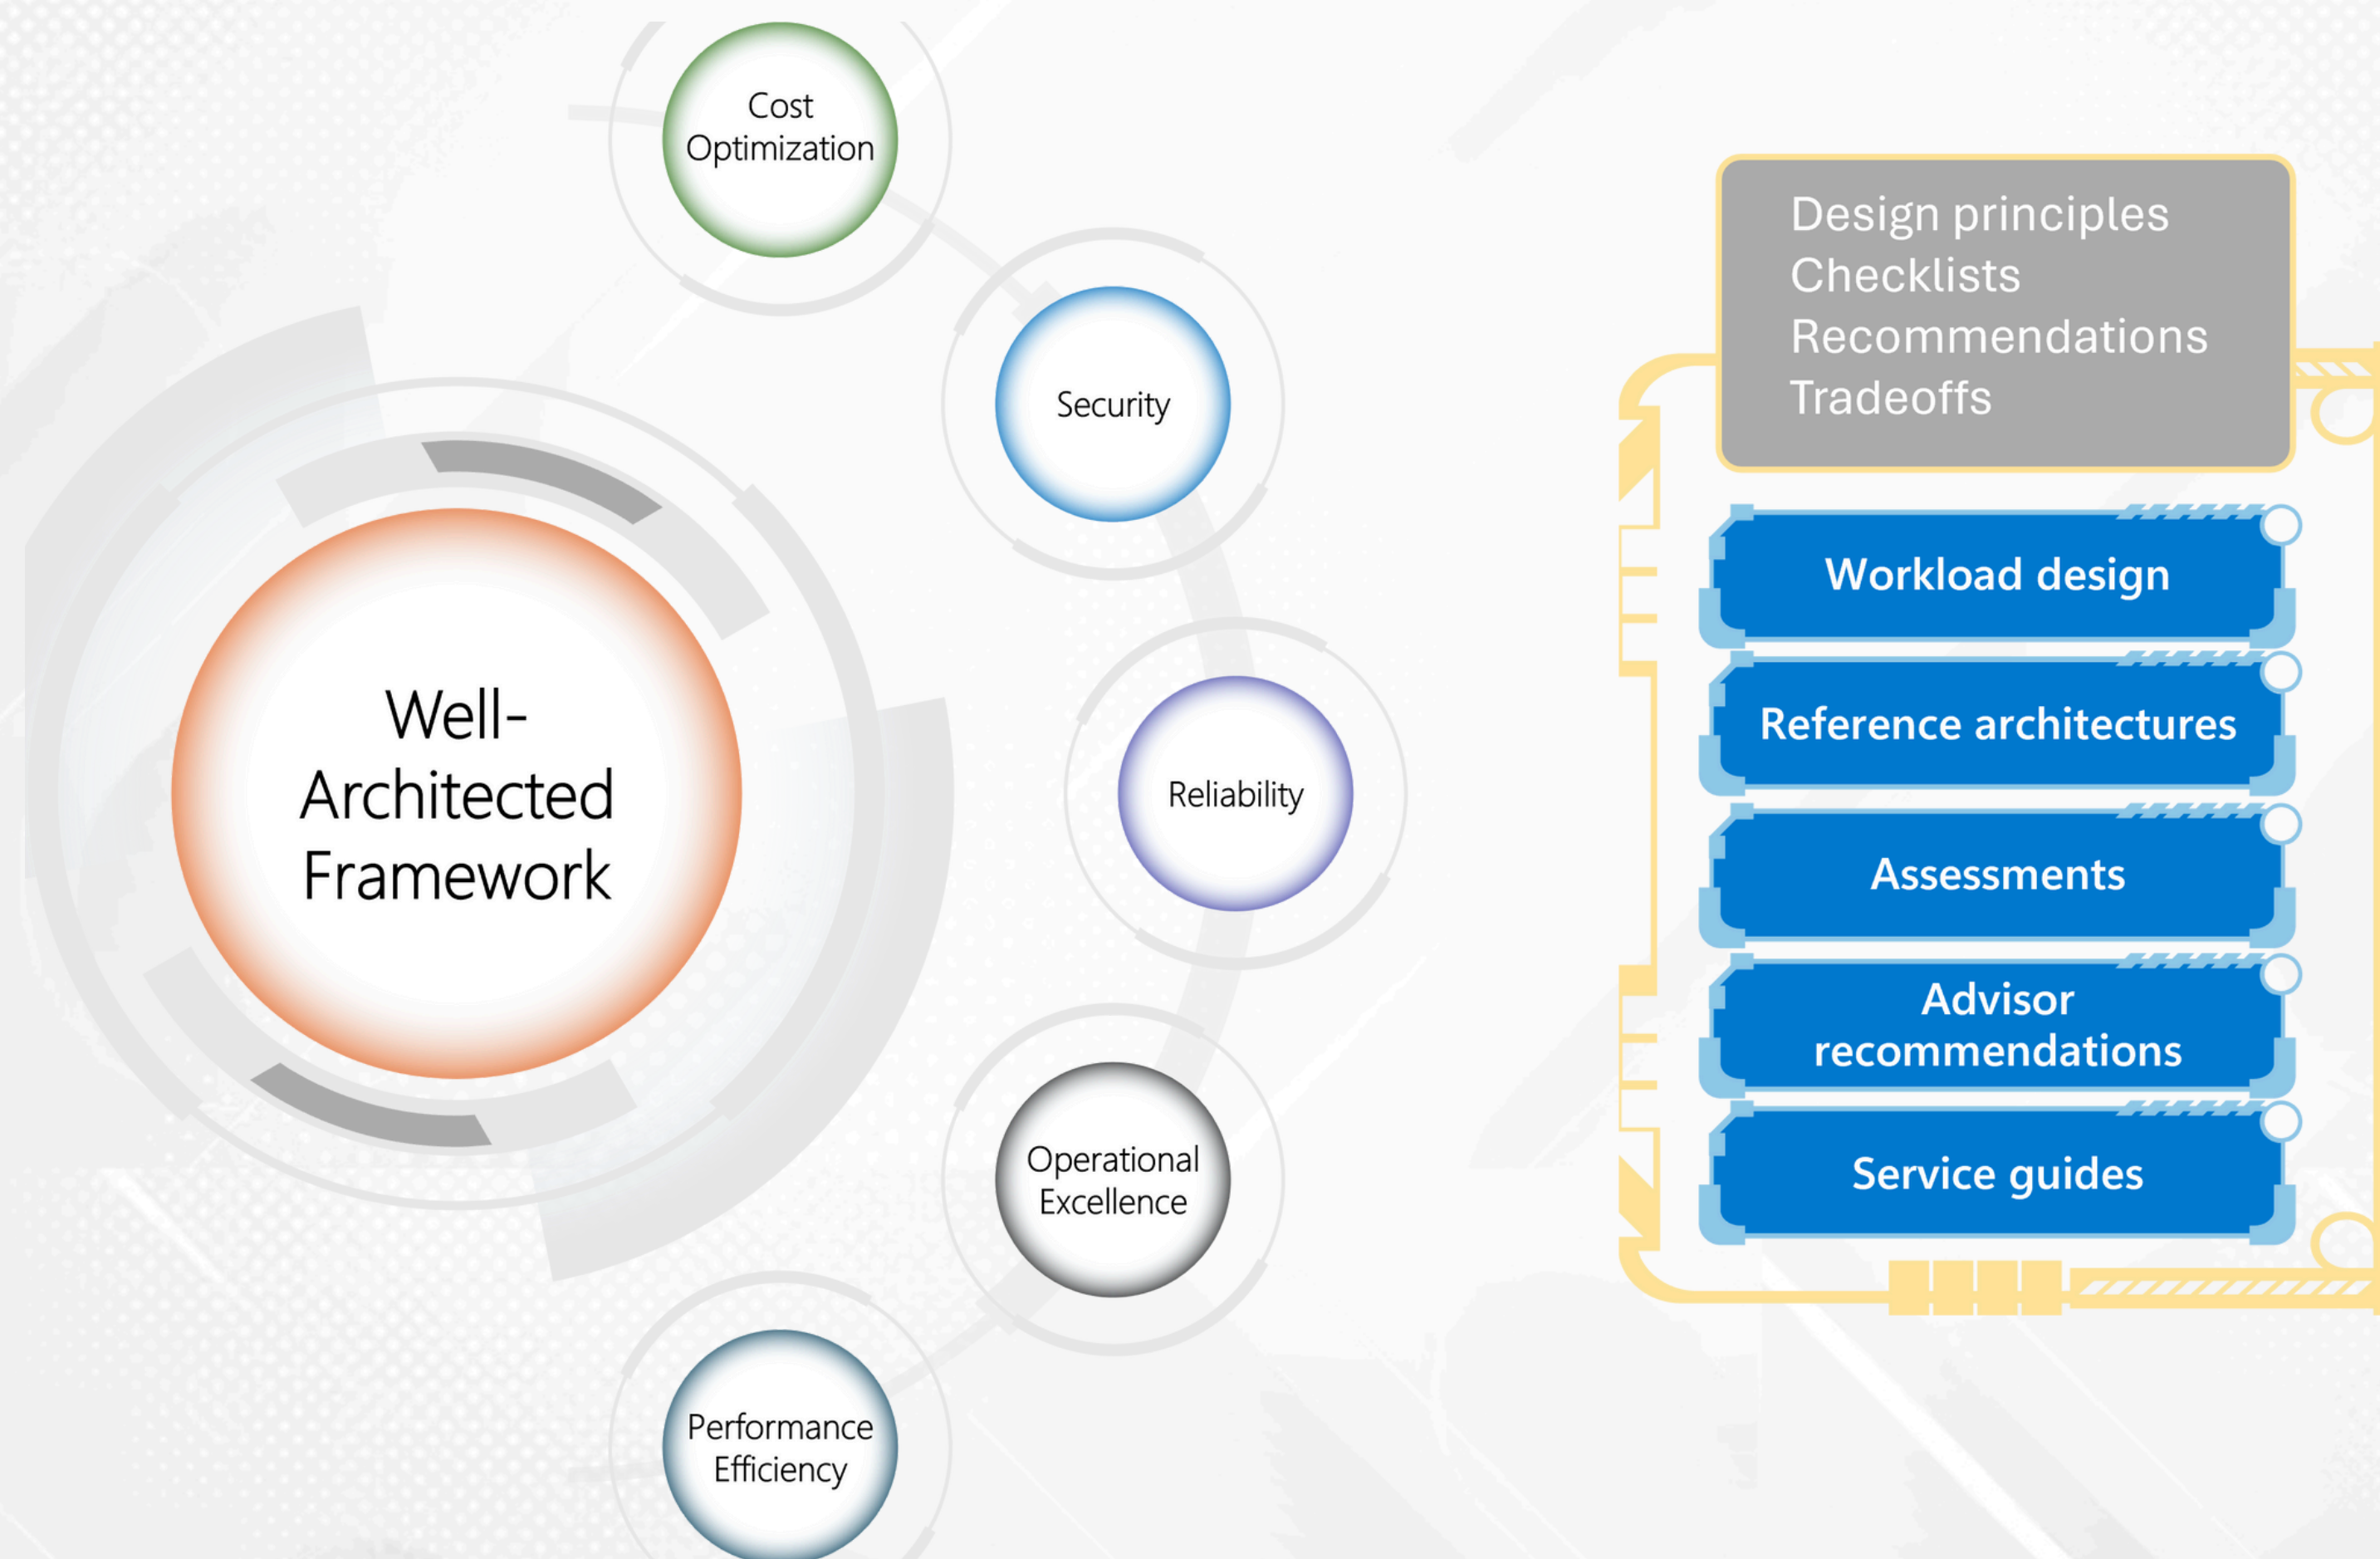 Cost
Optimization
Security
Well-
Architected
Framework
Reliability
Operational
Excellence
Performance
Efficiency
Design principles
Checklists
Recommendations
Tradeoffs
Workload design
Reference architectures
Assessments
Advisor
recommendations
Service guides